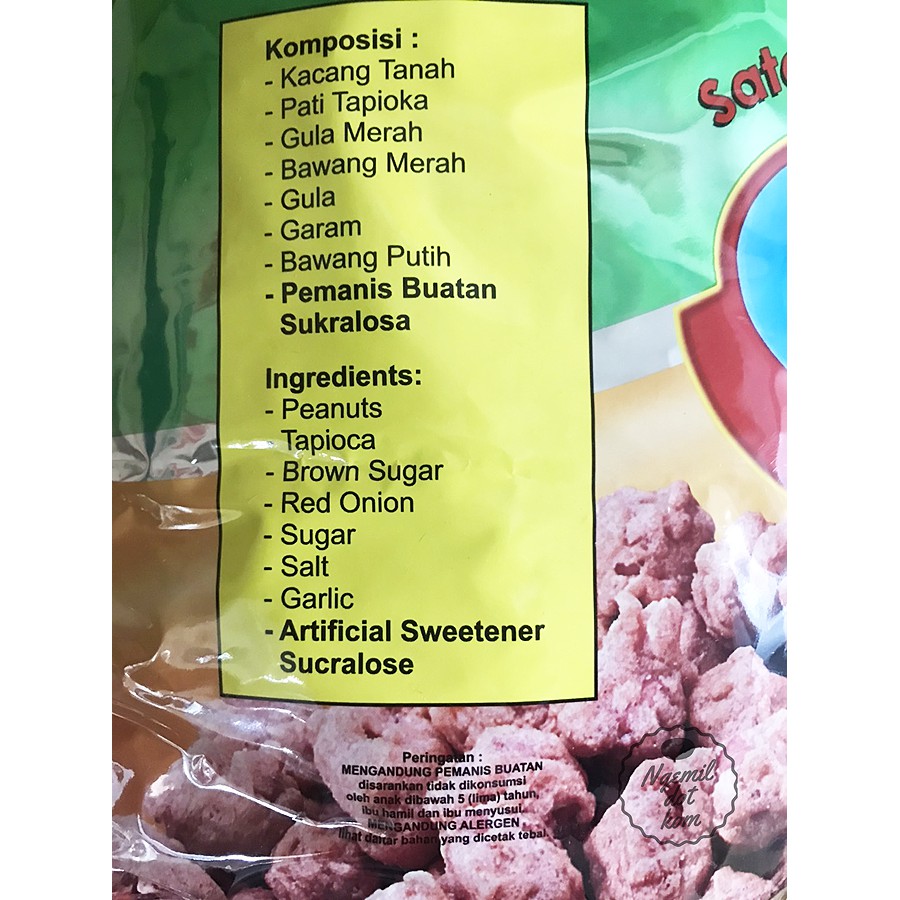 Komposisi :
- Kacang Tanah
- Pati Tapioka
- Gula Merah
- Bawang Merah
- Gula
- Garam
- Bawang Putih
- Pemanis Buatan
Sukralosa
Ingredients:
- Peanuts
Tapioca
- Brown Sugar
- Red Onion
- Sugar
- Salt
- Garlic
- Artificial Sweetener
Sucralose
Peringatan :
MENGANDUNG PEMANIS BUATAN
disarankan tidak dikonsumsi
oleh anak dibawah 5 (lima) tahun,
ibu hamil dan ibu menyusui.
MENGANDUNG ALERGEN ,
lihat daftar bahan yang dicetak tebal
Ngemil
dot
kom